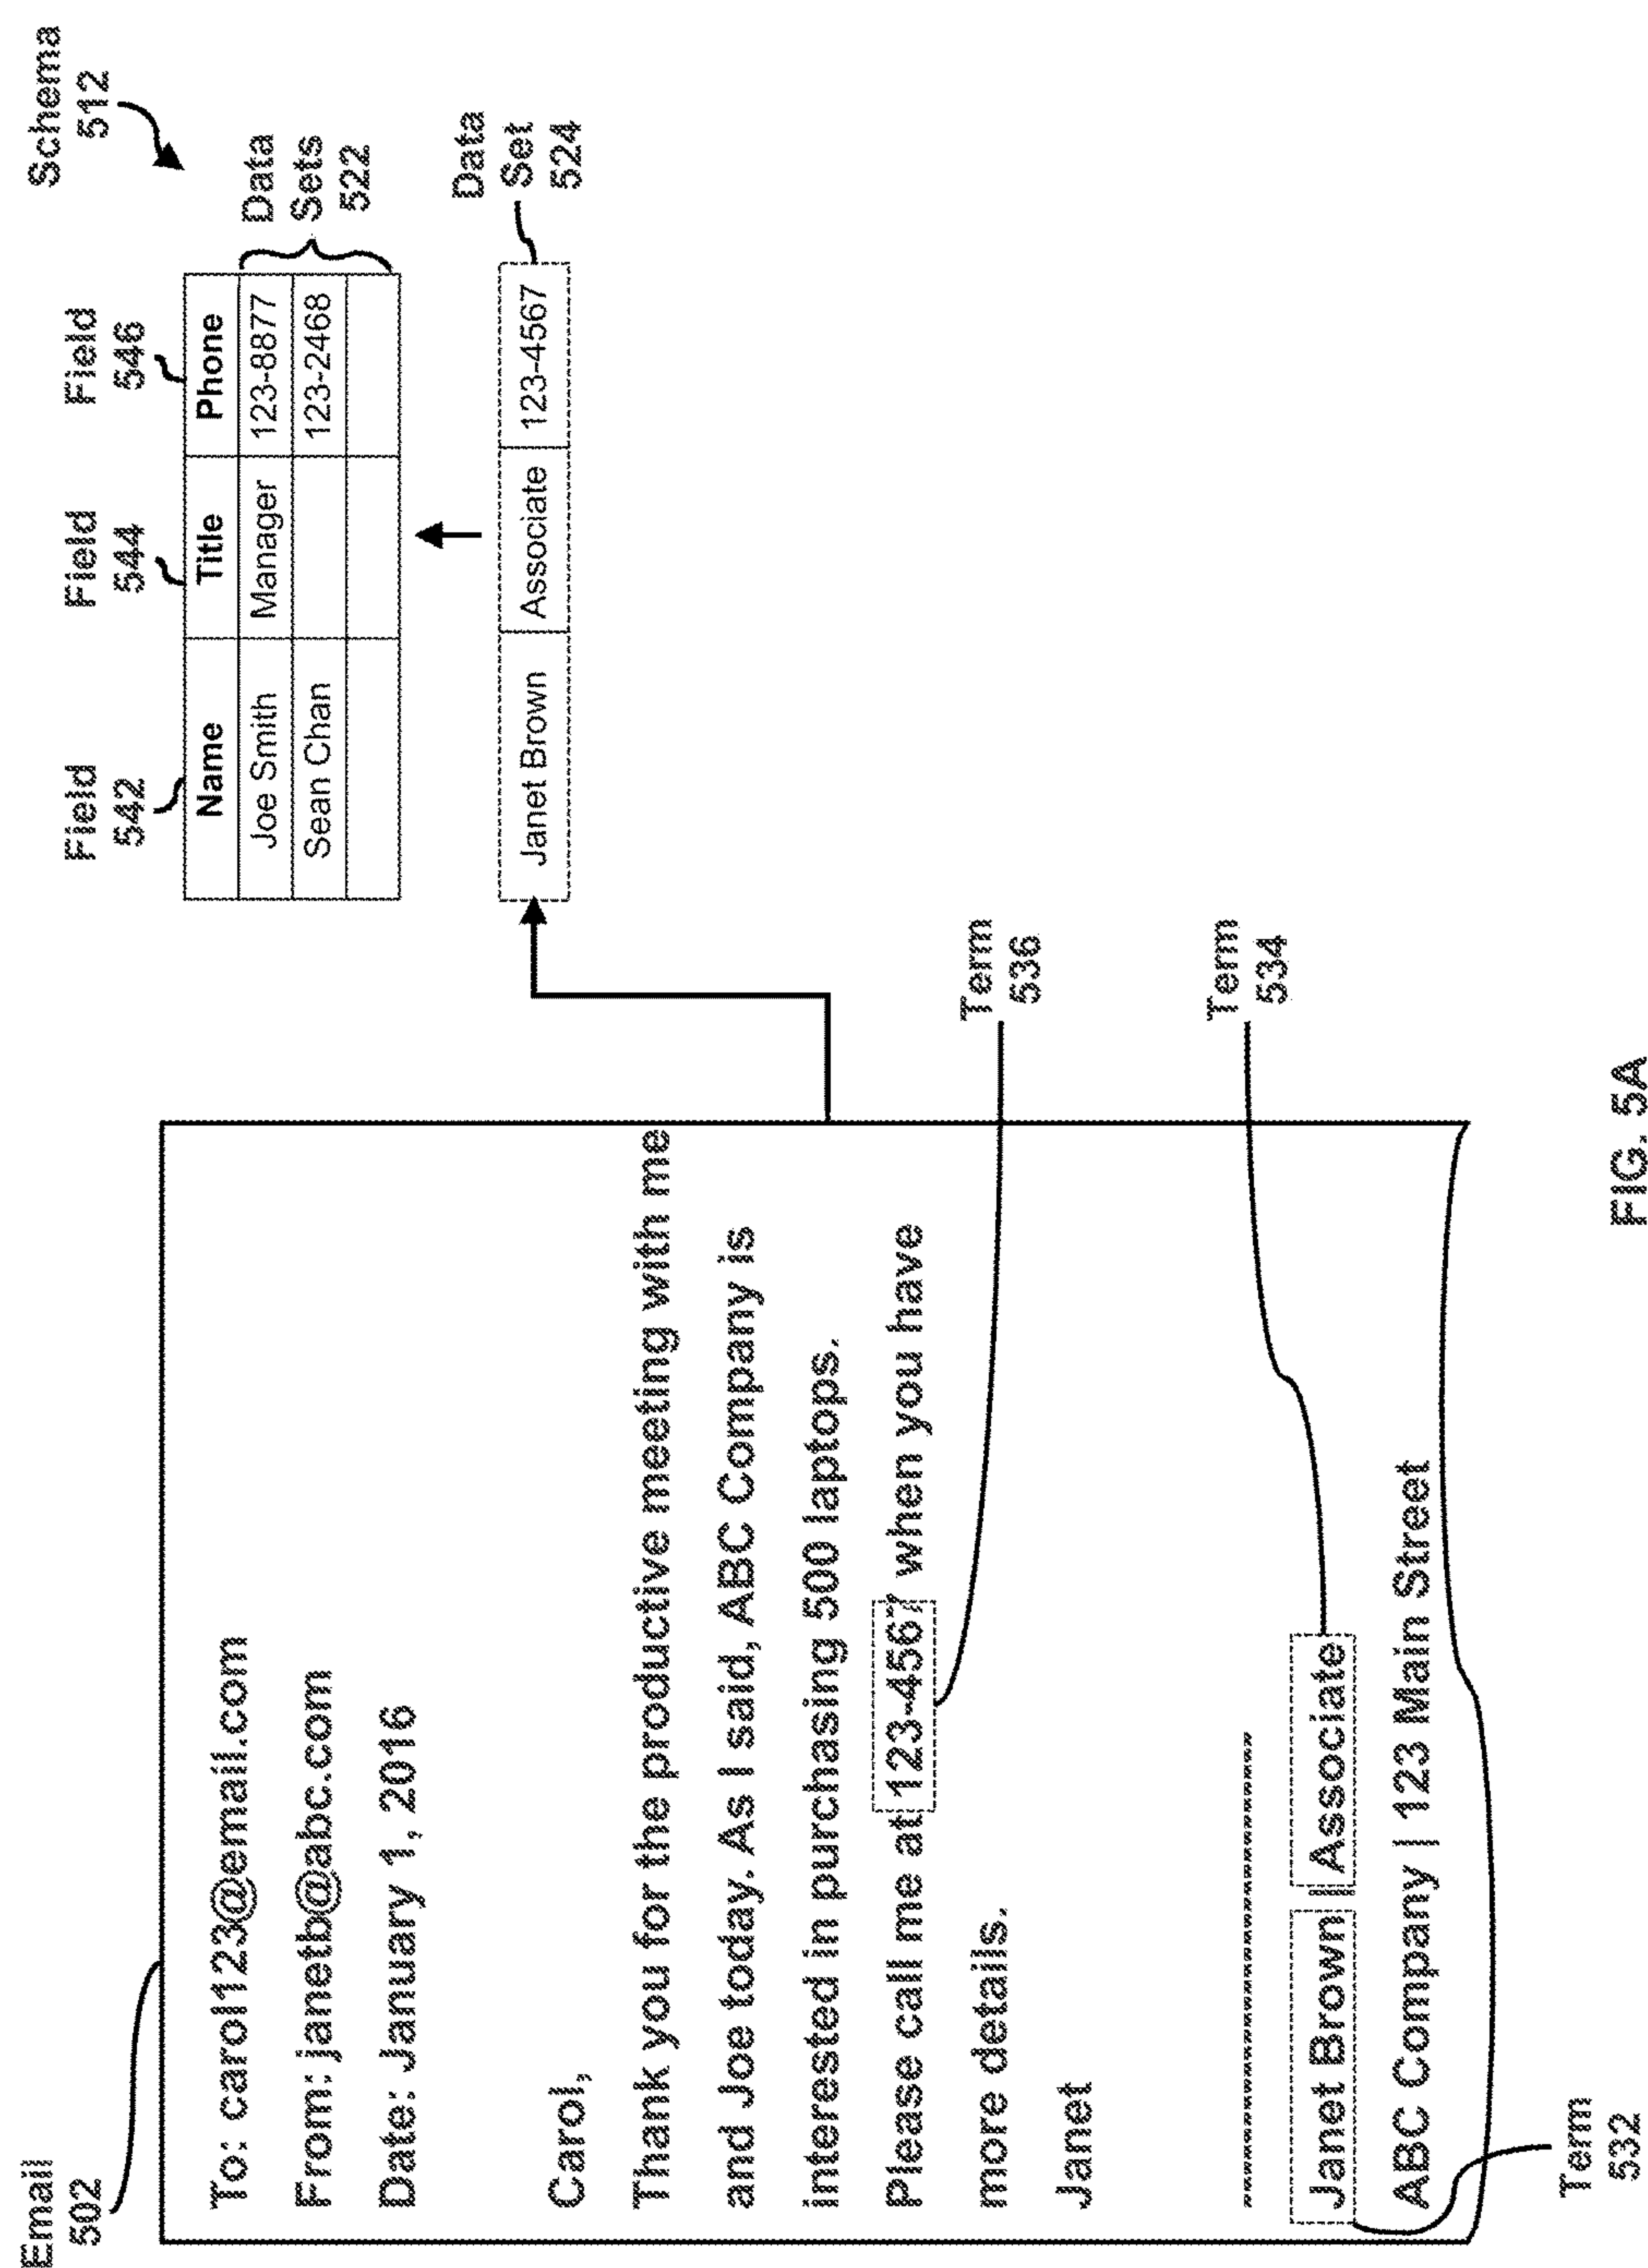 Email
502
To: carol123@email.com
From: janetb@abc.com
Date: January 1, 2016
Carol,
Thank you for the productive meeting with me
and Joe today. As I said, ABC Company is
interested in purchasing 500 laptops.
Please call me at 123-4567 when you have
more details.
Janet
Janet Brown | Associate
ABC Company | 123 Main Street
Term
532
Term
536
Term
534
Schema
512
Field
542
Field
544
Field
546
Name Title Phone
Joe Smith Manager 123-8877
Sean Chan 123-2468
Data
Sets
522
Janet Brown Associate 123-4567
Data
Set
524
FIG. 5A